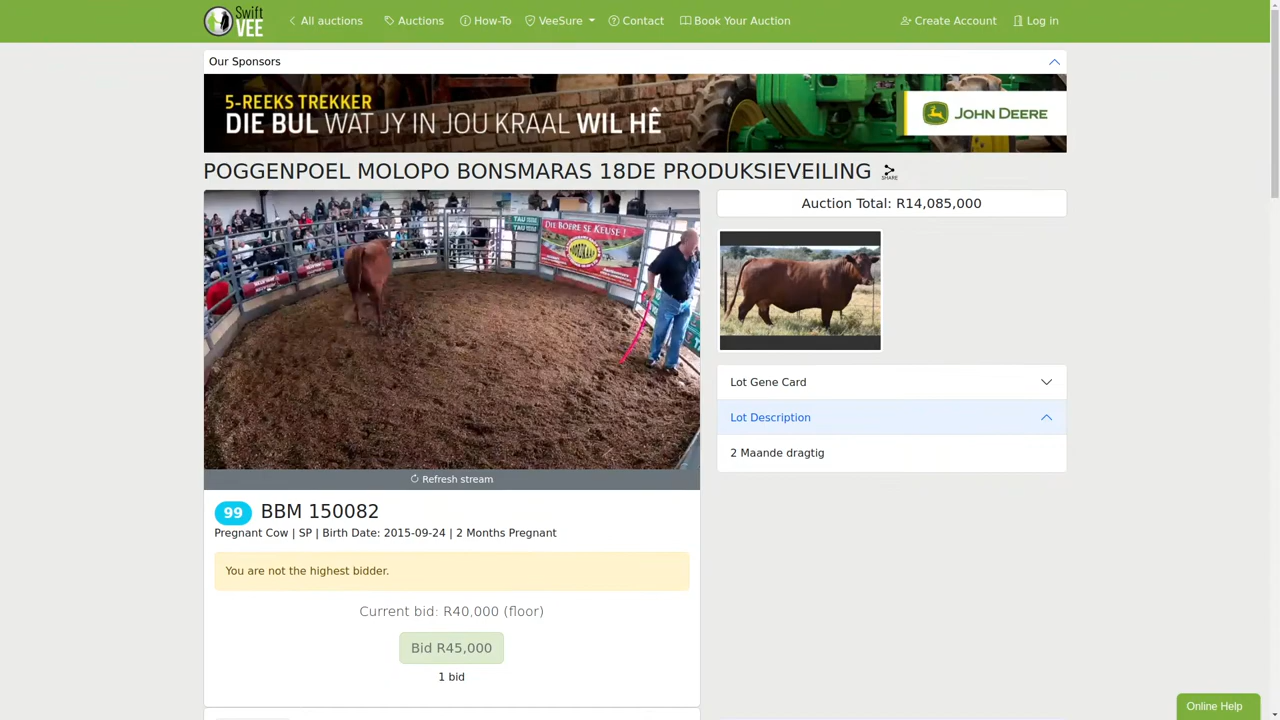 Swift
VEE
All auctions
Auctions
How-To
VeeSure
Contact
Book Your Auction
Create Account
Log in
Our Sponsors
5-REEKS TREKKER
DIE BUL WAT JY IN JOU KRAAL WIL HÊ
JOHN DEERE
POGGENPOEL MOLOPO BONSMARAS 18DE PRODUKSIEVEILING
SHARE
DIE BOERE SE KEUSE !
TAU
Refresh stream
99 BBM 150082
Pregnant Cow | SP | Birth Date: 2015-09-24 | 2 Months Pregnant
You are not the highest bidder.
Current bid: R40,000 (floor)
Bid R45,000
1 bid
Auction Total: R14,085,000
Lot Gene Card
Lot Description
2 Maande dragtig
Online Help